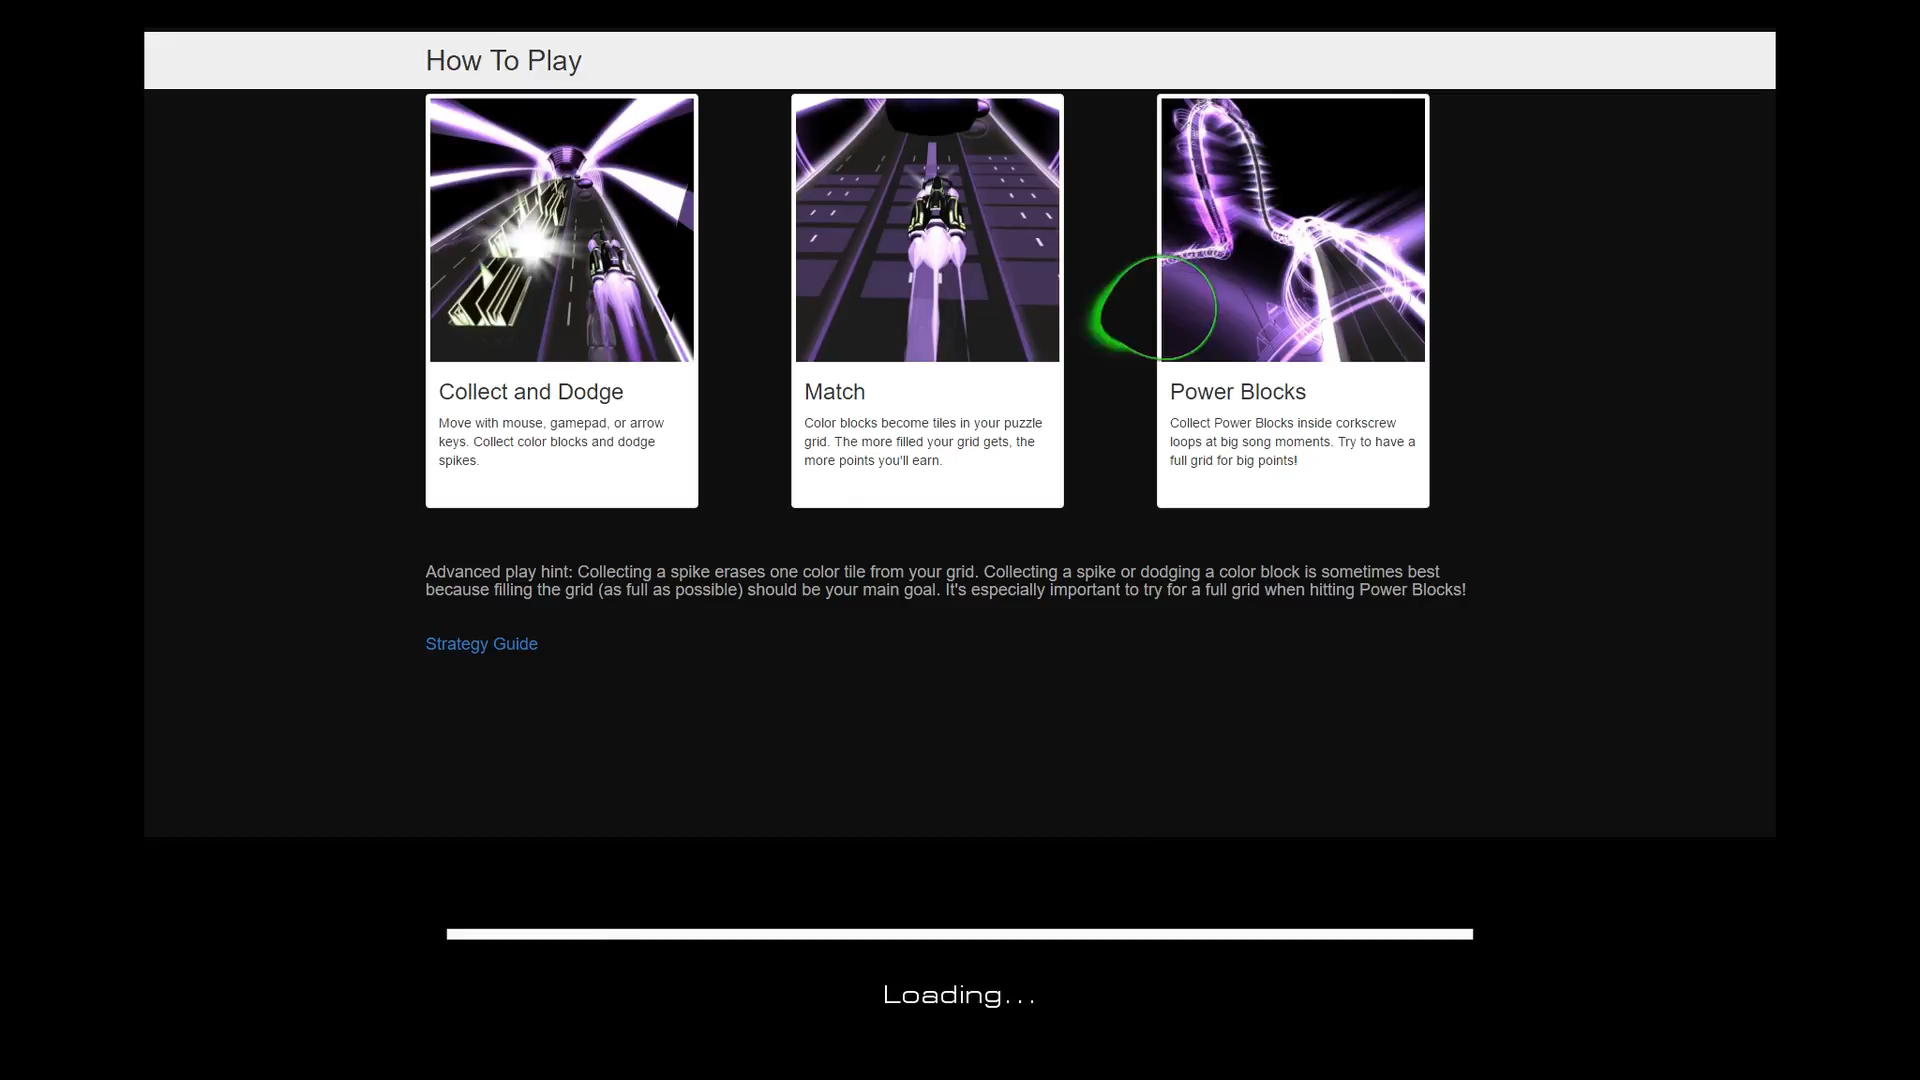 How To Play
Collect and Dodge
Move with mouse, gamepad, or arrow
keys. Collect color blocks and dodge
spikes.
Match
Color blocks become tiles in your puzzle
grid. The more filled your grid gets, the
more points you'll earn.
Power Blocks
Collect Power Blocks inside corkscrew
loops at big song moments. Try to have a
full grid for big points!
Advanced play hint: Collecting a spike erases one color tile from your grid. Collecting a spike or dodging a color block is sometimes best
because filling the grid (as full as possible) should be your main goal. It's especially important to try for a full grid when hitting Power Blocks!
Strategy Guide
Loading...